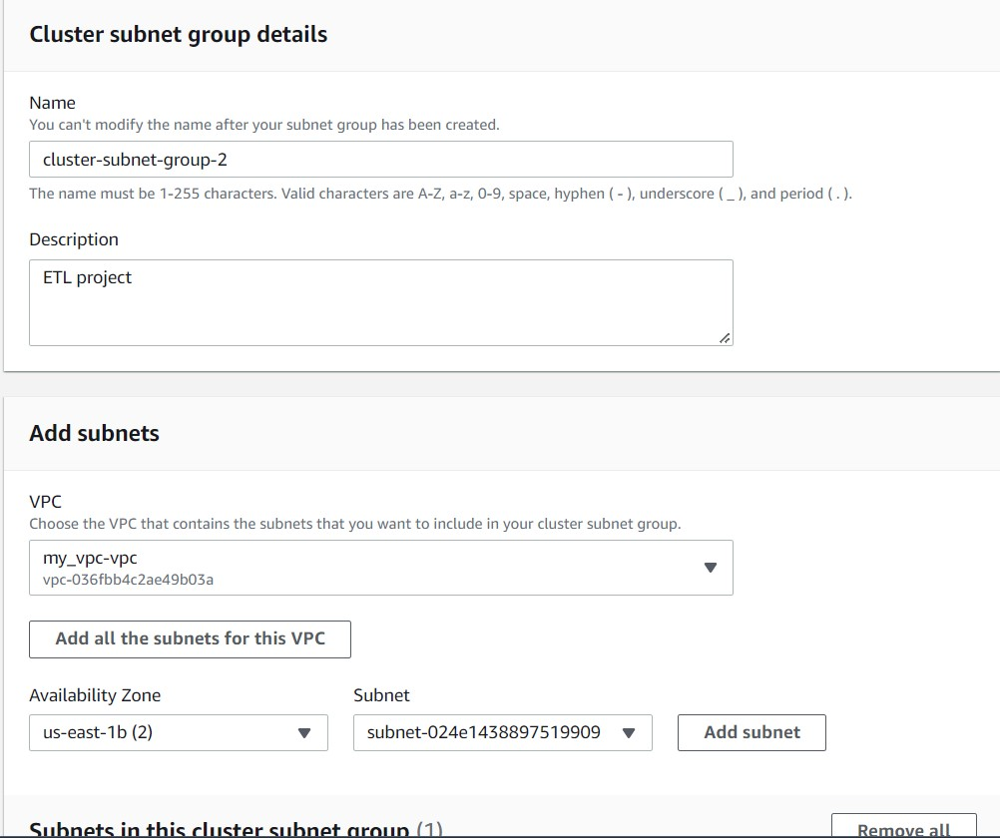 Cluster subnet group details
Name
You can't modify the name after your subnet group has been created.
cluster-subnet-group-2
The name must be 1-255 characters. Valid characters are A-Z, a-z, 0-9, space, hyphen ( - ), underscore ( _ ), and period ( . ).
Description
ETL project
Add subnets
VPC
Choose the VPC that contains the subnets that you want to include in your cluster subnet group.
my_vpc-vpc
vpc-036fbb4c2ae49b03a
Add all the subnets for this VPC
Availability Zone
Subnet
us-east-1b (2)
subnet-024e1438897519909
Add subnet
Subnets in this cluster subnet group (1)
Remove all